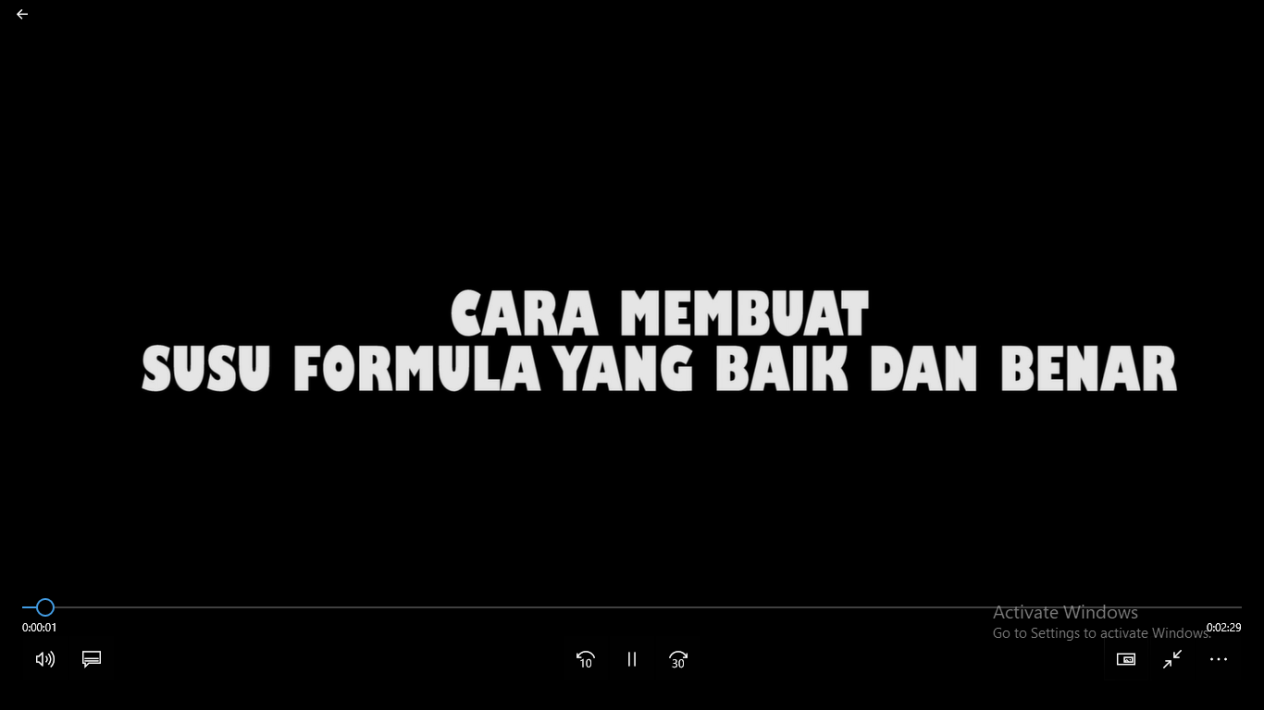 CARA MEMBUAT
SUSU FORMULA YANG BAIK DAN BENAR
Activate Windows
0:00:01
0:02:29
Go to Settings to activate Windows.
10
30